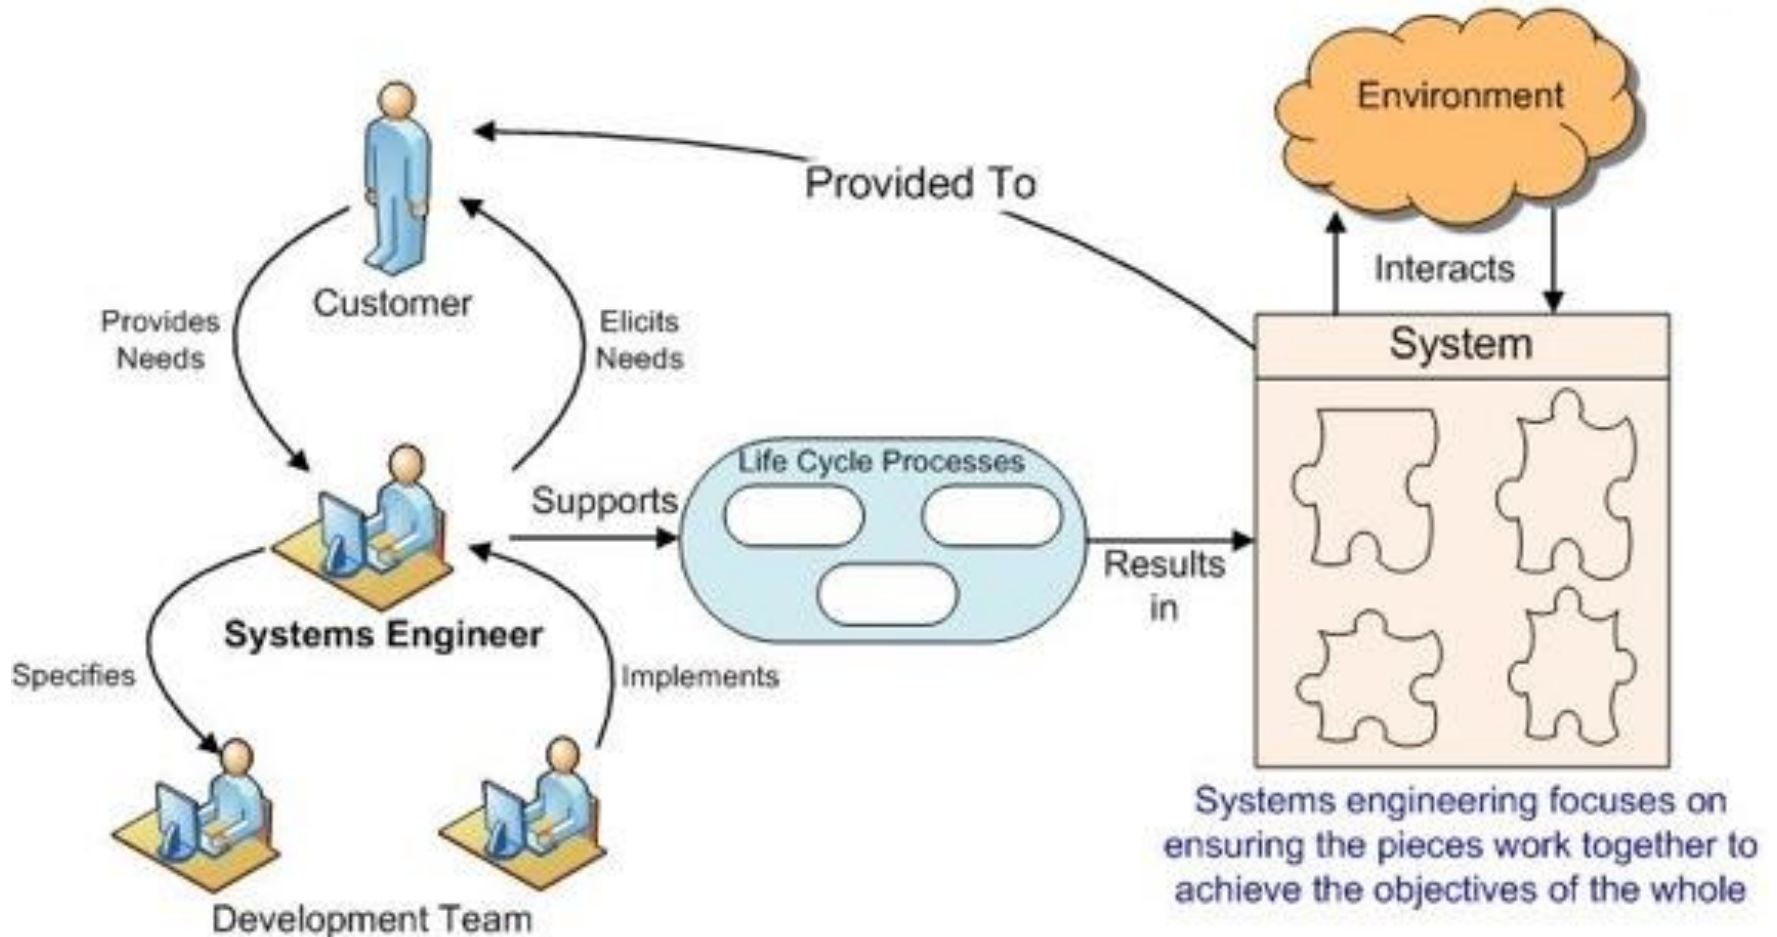 Environment
Provided To
Interacts
Customer
Provides
Needs
Elicits
Needs
System
Life Cycle Processes
Supports
Results
in
Systems Engineer
Specifies
Implements
Development Team
Systems engineering focuses on
ensuring the pieces work together to
achieve the objectives of the whole